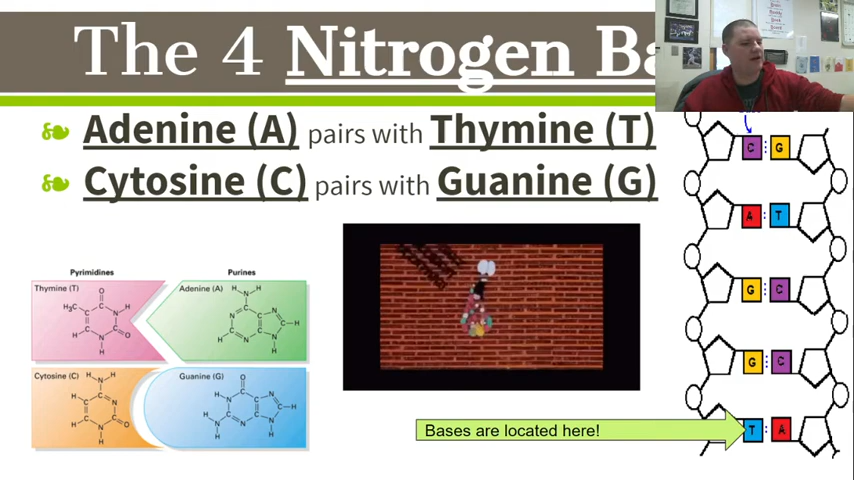 The 4 Nitrogen Ba
Adenine (A) pairs with Thymine (T)
Cytosine (C) pairs with Guanine (G)
C G
A T
G C
G C
T A
Pyrimidines Purines
Thymine (T) Adenine (A)
Cytosine (C) Guanine (G)
Bases are located here!